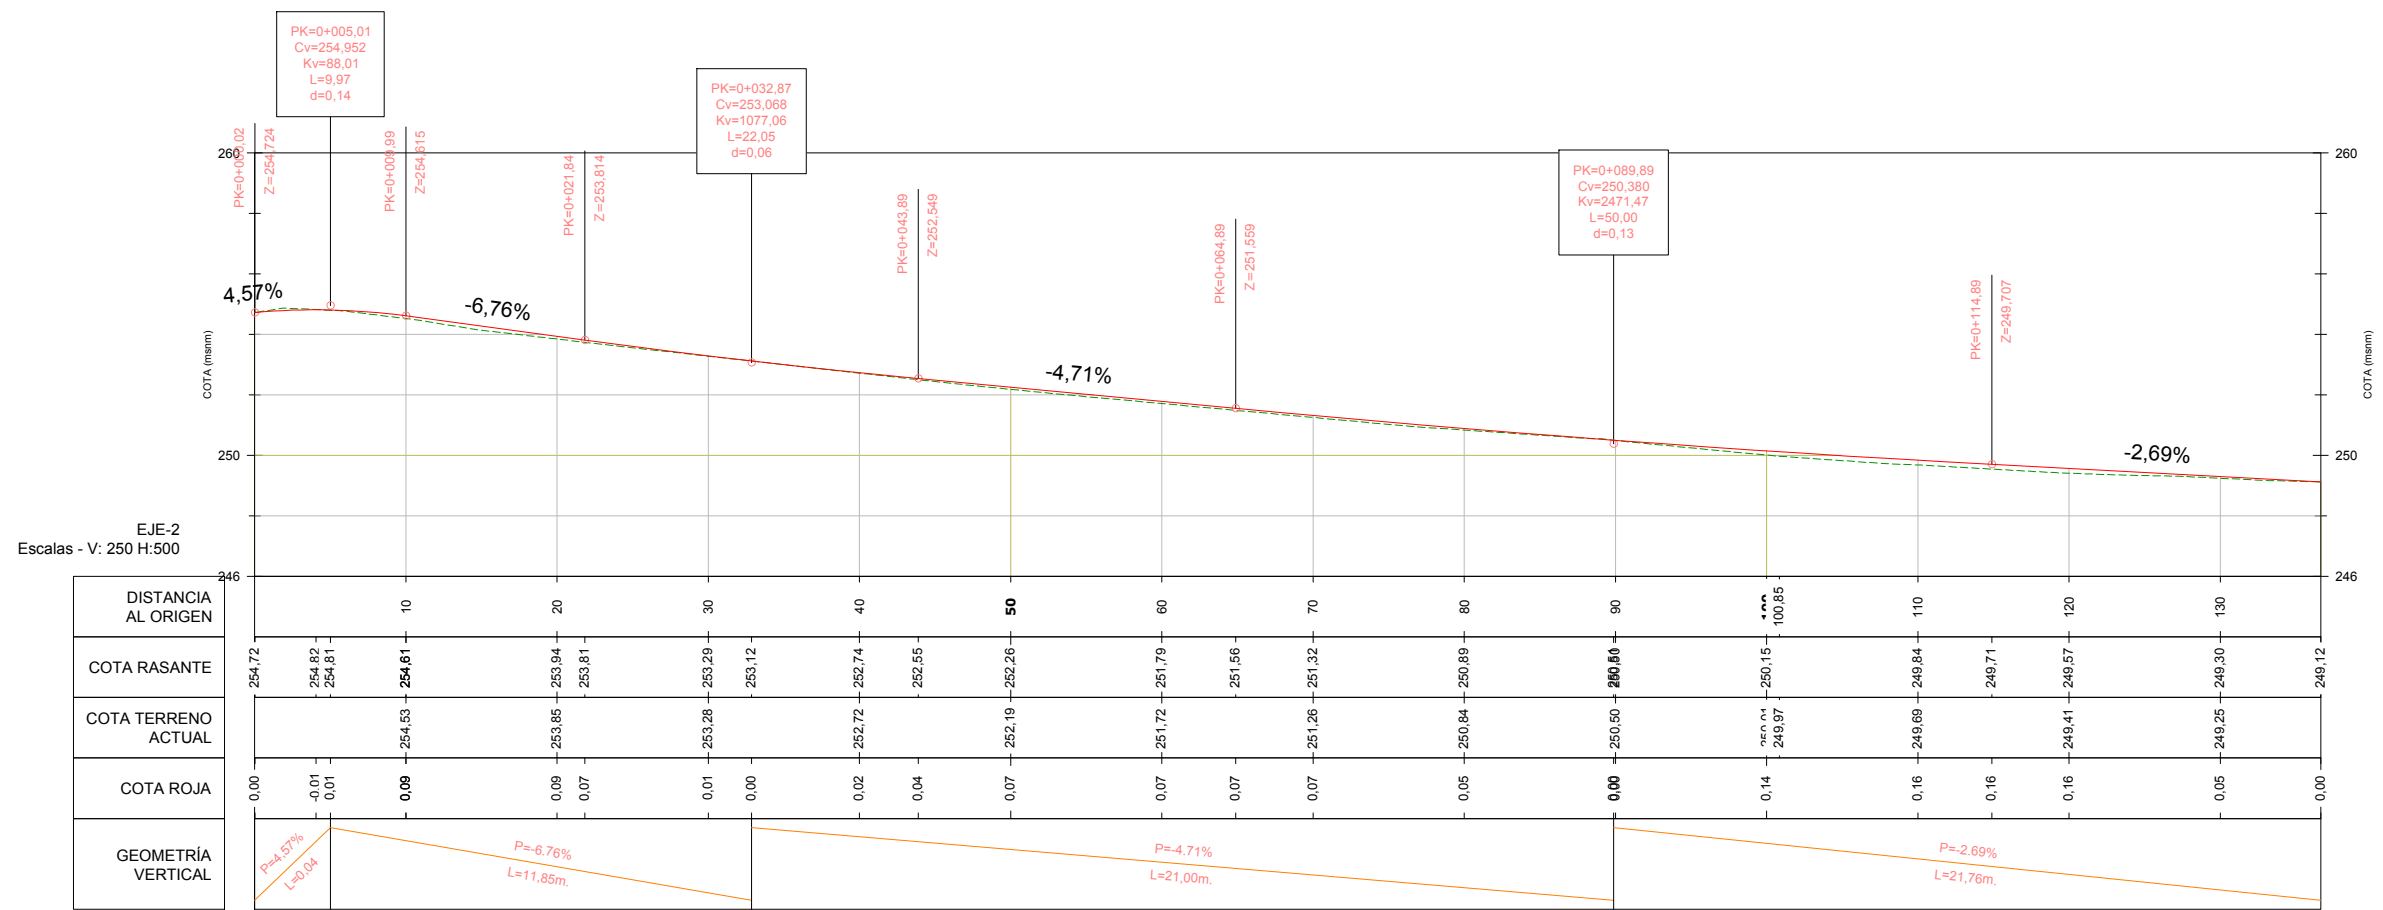 PK=0+005,01
Cv=254,952
Kv=88,01
L=9,97
d=0,14
PK=0+032,87
Cv=253,068
Kv=1077,06
L=22,05
d=0,06
PK=0+089,89
Cv=250,380
Kv=2471,47
L=50,00
d=0,13
PK=0+000,02
Z=254,724
PK=0+009,99
Z=254,615
PK=0+021,84
Z=253,814
PK=0+043,89
Z=252,549
PK=0+064,89
Z=251,559
PK=0+114,89
Z=249,707
260
260
4,57%
-6,76%
-4,71%
-2,69%
COTA (msnm)
COTA (msnm)
250
250
EJE-2
Escalas - V: 250 H:500
246
246
DISTANCIA
AL ORIGEN
10
20
30
40
50
60
70
80
90
100,85
110
120
130
COTA RASANTE
254,72
254,82
254,81
254,61
253,94
253,81
253,29
253,12
252,74
252,55
252,26
251,79
251,56
251,32
250,89
250,15
249,84
249,71
249,57
249,30
249,12
COTA TERRENO
ACTUAL
254,53
253,85
253,28
252,72
252,19
251,72
251,26
250,84
250,50
250,01
249,97
249,69
249,41
249,25
COTA ROJA
0,00
-0.01
0,01
0,09
0,09
0,07
0,01
0,00
0,02
0,04
0,07
0,07
0,07
0,07
0,05
0,00
0,14
0,16
0,16
0,16
0,05
0,00
GEOMETRÍA
VERTICAL
P=4,57%
L=0,04
P=-6.76%
L=11,85m.
P=-4.71%
L=21,00m.
P=-2.69%
L=21,76m.